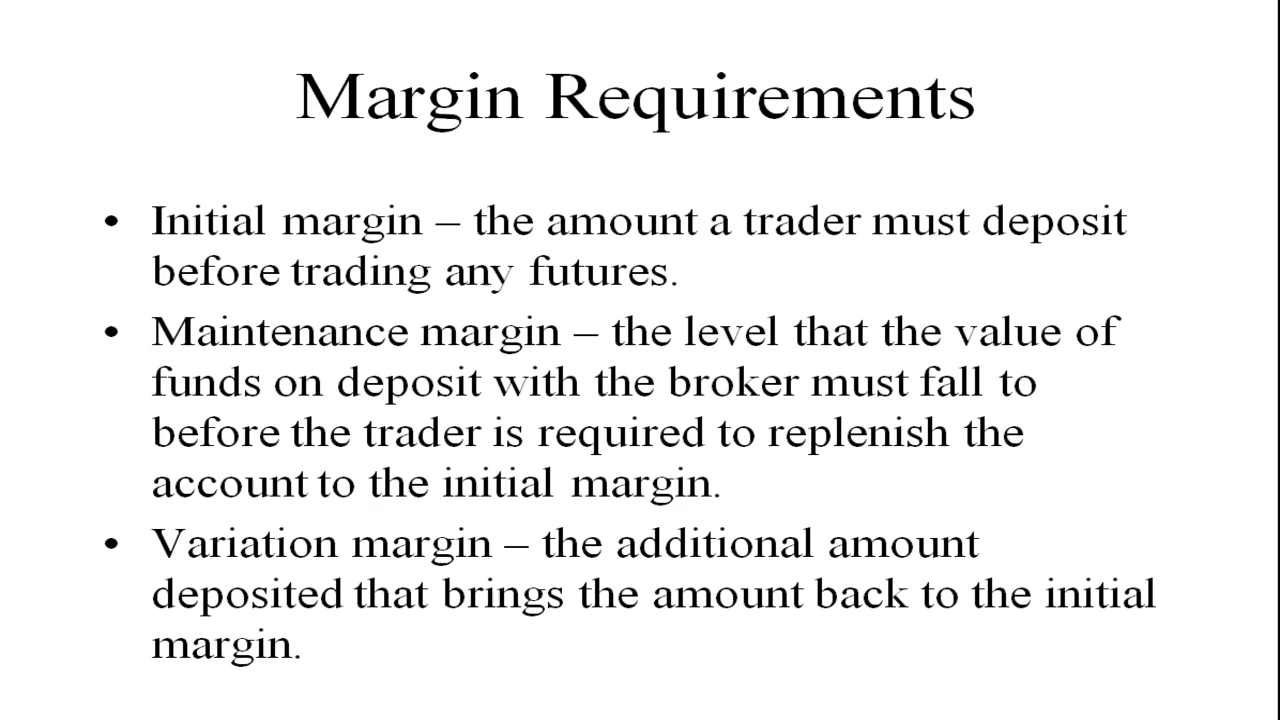 Margin Requirements
• Initial margin – the amount a trader must deposit
before trading any futures.
• Maintenance margin – the level that the value of
funds on deposit with the broker must fall to
before the trader is required to replenish the
account to the initial margin.
• Variation margin – the additional amount
deposited that brings the amount back to the initial
margin.